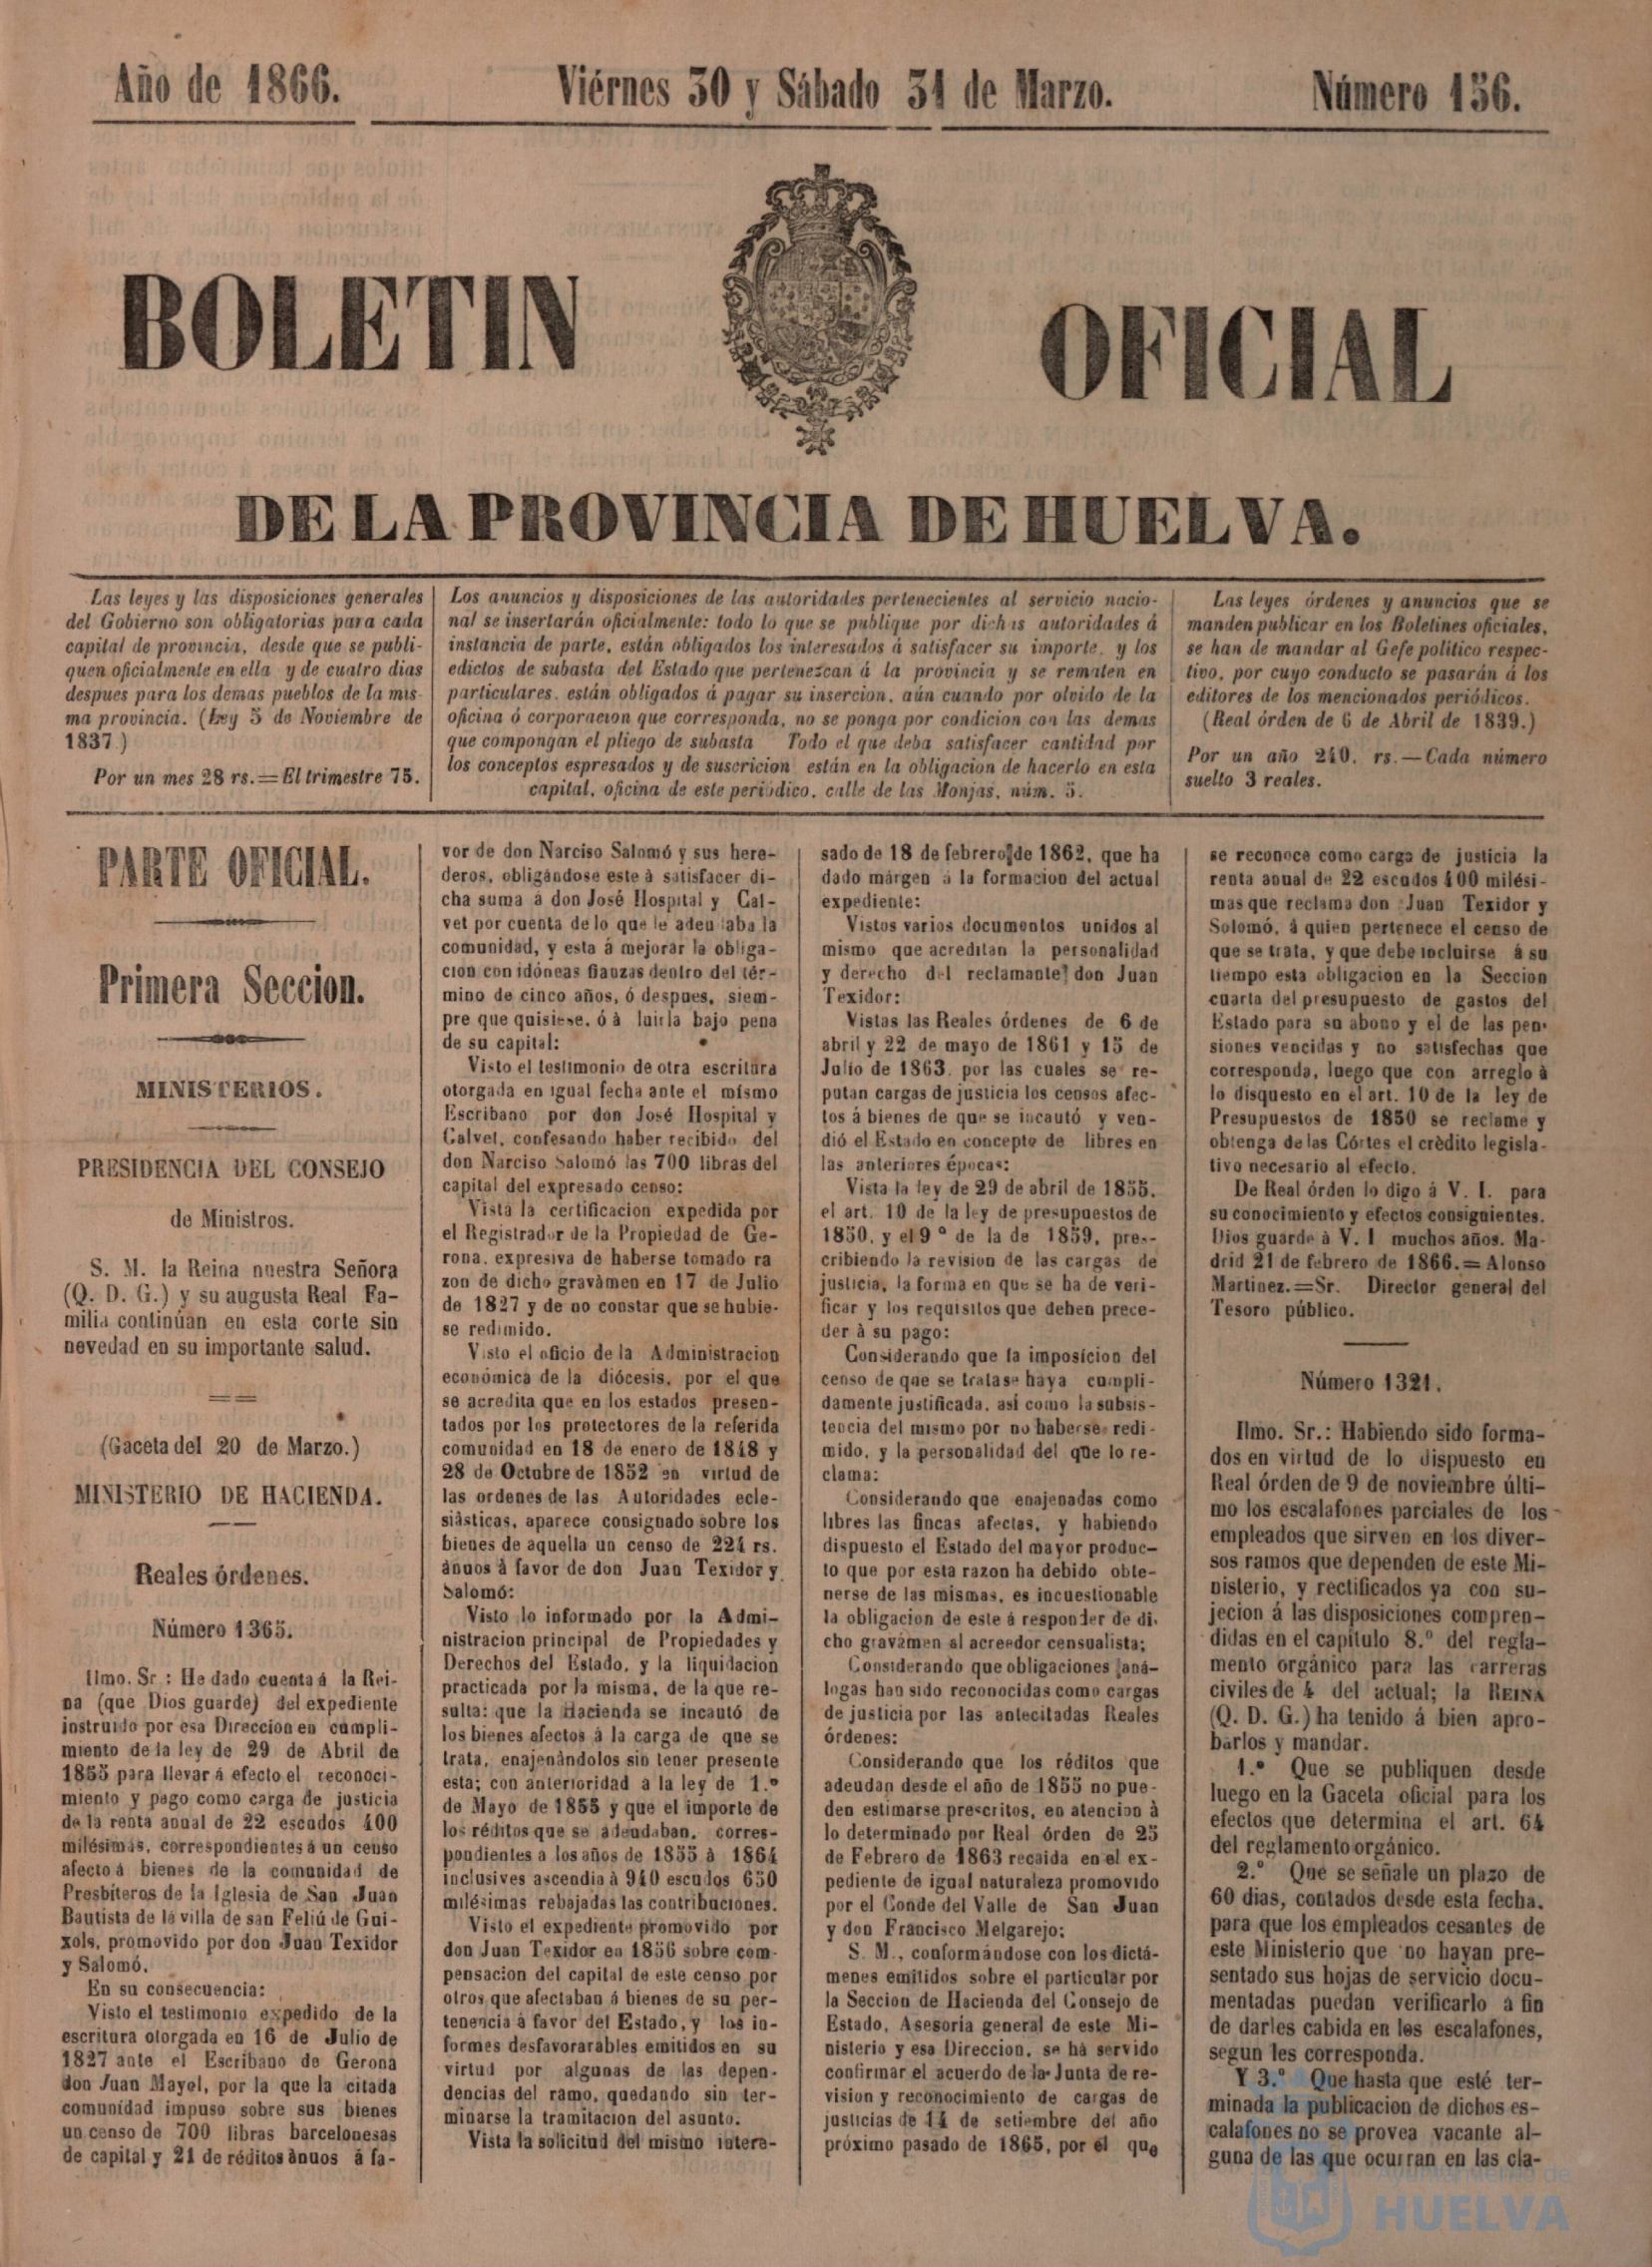 Año de 1866.
Viérnes 30 y Sábado 31 de Marzo.
Número 156.
BOLETIN OFICIAL
DE LA PROVINCIA DE HUELVA.
Las leyes y las disposiciones generales
del Gobierno son obligatorias para cada
capital de provincia, desde que se publi-
quen oficialmente en ella y de cuatro dias
despues para los demas pueblos de la mis-
ma provincia. (Ley 3 de Noviembre de
1837.)
Por un mes 28 rs.—El trimestre 75.
Los anuncios y disposiciones de las autoridades pertenecientes al servicio nacio-
nal se insertarán oficialmente: todo lo que se publique por dichas autoridades á
instancia de parte, están obligados los interesados á satisfacer su importe, y los
edictos de subasta del Estado que pertenezcan á la provincia y se rematen en
particulares, están obligados á pagar su insercion, aún cuando por olvido de la
oficina ó corporacion que corresponda, no se ponga por condicion con las demas
que compongan el pliego de subasta Todo el que deba satisfacer cantidad por
los conceptos espresados y de suscricion están en la obligacion de hacerlo en esta
capital, oficina de este periodico, calle de las Monjas, núm. 5.
Las leyes órdenes y anuncios que se
manden publicar en los Boletines oficiales,
se han de mandar al Gefe politico respec-
tivo, por cuyo conducto se pasarán á los
editores de los mencionados periódicos.
(Real órden de 6 de Abril de 1839.)
Por un año 240. rs.—Cada número
suelto 3 reales.
PARTE OFICIAL.
Primera Seccion.
MINISTERIOS.
PRESIDENCIA DEL CONSEJO
de Ministros.
S. M. la Reina nuestra Señora
(Q. D. G.) y su augusta Real Fa-
milia continúan en esta corte sin
novedad en su importante salud.
(Gaceta del 20 de Marzo.)
MINISTERIO DE HACIENDA.
Reales órdenes.
Número 1365.
Ilmo. Sr.: He dado cuenta á la Rei-
na (que Dios guarde) del expediente
instruido por esa Direccion en cumpli-
miento de la ley de 29 de Abril de
1855 para llevar á efecto el reconoci-
miento y pago como carga de justicia
de la renta anual de 22 escudos 400
milésimas, correspondientes á un censo
afecto á bienes de la comunidad de
Presbíteros de la Iglesia de San Juan
Bautista de la villa de san Feliú de Gui-
xols, promovido por don Juan Texidor
y Salomó.
En su consecuencia:
Visto el testimonio expedido de la
escritura otorgada en 16 de Julio de
1827 ante el Escribano de Gerona
don Juan Mayol, por la que la citada
comunidad impuso sobre sus bienes
un censo de 700 libras barcelonesas
de capital y 21 de réditos ànuos á fa-
vor de don Narciso Salomó y sus here-
deros, obligándose este à satisfacer di-
cha suma á don José Hospital y Cal-
vet por cuenta de lo que le adeudaba la
comunidad, y esta á mejorar la obliga-
cion con idóneas fianzas dentro del tér-
mino de cinco años, ó despues, siem-
pre que quisiese, ó à luirla bajo pena
de su capital:
Visto el testimonio de otra escritura
otorgada en igual fecha ante el mismo
Escribano por don José Hospital y
Calvet, confesando haber recibido del
don Narciso Salomó las 700 libras del
capital del expresado censo:
Vista la certificacion expedida por
el Registrador de la Propiedad de Ge-
rona, expresiva de haberse tomado ra
zon de dicho gravàmen en 17 de Julio
de 1827 y de no constar que se hubie-
se redimido.
Visto el oficio de la Administracion
económica de la diócesis, por el que
se acredita que en los estados presen-
tados por los protectores de la referida
comunidad en 18 de enero de 1848 y
28 de Octubre de 1852 en virtud de
las ordenes de las Autoridades ecle-
siàsticas, aparece consignado sobre los
bienes de aquella un censo de 224 rs.
ànuos à favor de don Juan Texidor y
Salomó:
Visto lo informado por la Admi-
nistracion principal de Propiedades y
Derechos del Estado, y la liquidacion
practicada por la misma, de la que re-
sulta: que la Hacienda se incautó de
los bienes afectos à la carga de que se
trata, enajenàndolos sin tener presente
esta; con anterioridad á la ley de 1.º
de Mayo de 1855 y que el importe de
los réditos que se adeudaban, corres-
pondientes a los años de 1855 à 1864
inclusives ascendia à 940 escudos 650
milésimas rebajadas las contribuciones.
Visto el expediente promovido por
don Juan Texidor en 1856 sobre com-
pensacion del capital de este censo por
otros que afectaban á bienes de su per-
tenencia á favor del Estado, y los in-
formes desfavorarables emitidos en su
virtud por algunas de las depen-
dencias del ramo, quedando sin ter-
minarse la tramitacion del asunto.
Vista la solicitud del mismo intere-
sado de 18 de febrero de 1862, que ha
dado márgen á la formacion del actual
expediente:
Vistos varios documentos unidos al
mismo que acreditan la personalidad
y derecho del reclamante don Juan
Texidor:
Vistas las Reales órdenes de 6 de
abril y 22 de mayo de 1861 y 15 de
Julio de 1863, por las cuales se re-
putan cargas de justicia los censos afec-
tos á bienes de que se incautó y ven-
dió el Estado en concepto de libres en
las anteriores épocas:
Vista la ley de 29 de abril de 1855.
el art. 10 de la ley de presupuestos de
1850, y el 9º de la de 1859, pres-
cribiendo la revision de las cargas de
justicia, la forma en que se ha de veri-
ficar y los requisitos que deben prece-
der à su pago:
Considerando que la imposicion del
censo de que se trata se haya cumpli-
damente justificada, así como la subsis-
tencia del mismo por no haberse redi-
mido, y la personalidad del que lo re-
clama:
Considerando que enajenadas como
libres las fincas afectas, y habiendo
dispuesto el Estado del mayor produc-
to que por esta razon ha debido obte-
nerse de las mismas, es incuestionable
la obligacion de este á responder de di-
cho gravàmen al acreedor censualista;
Considerando que obligaciones aná-
logas han sido reconocidas como cargas
de justicia por las antecitadas Reales
órdenes:
Considerando que los réditos que
adeudan desde el año de 1855 no pue-
den estimarse prescritos, en atencion à
lo determinado por Real órden de 25
de Febrero de 1863 recaida en el ex-
pediente de igual naturaleza promovido
por el Conde del Valle de San Juan
y don Francisco Melgarejo:
S. M., conformándose con los dictá-
menes emitidos sobre el particular por
la Seccion de Hacienda del Consejo de
Estado, Asesoría general de este Mi-
nisterio y esa Direccion, se há servido
confirmar el acuerdo de la Junta de re-
vision y reconocimiento de cargas de
justicias de 14 de setiembre del año
próximo pasado de 1865, por él que
se reconoce como carga de justicia la
renta anual de 22 escudos 400 milési-
mas que reclama don Juan Texidor y
Solomó, á quien pertenece el censo de
que se trata, y que debe incluirse á su
tiempo esta obligacion en la Seccion
cuarta del presupuesto de gastos del
Estado para su abono y el de las pen-
siones vencidas y no satisfechas que
corresponda, luego que con arreglo à
lo disquesto en el art. 10 de la ley de
Presupuestos de 1850 se reclame y
obtenga de las Córtes el crèdito legisla-
tivo necesario al efecto.
De Real órden lo digo á V. I. para
su conocimiento y efectos consiguientes.
Dios guarde à V. I muchos años. Ma-
drid 21 de febrero de 1866.=Alonso
Martinez.=Sr. Director general del
Tesoro público.
Número 1321.
Ilmo. Sr.: Habiendo sido forma-
dos en virtud de lo dispuesto en
Real órden de 9 de noviembre últi-
mo los escalafones parciales de los
empleados que sirven en los diver-
sos ramos que dependen de este Mi-
nisterio, y rectificados ya con su-
jecion á las disposiciones compren-
didas en el capítulo 8.º del regla-
mento orgánico para las carreras
civiles de 4 del actual; la REINA
(Q. D. G.) ha tenido á bien apro-
barlos y mandar.
1.º Que se publiquen desde
luego en la Gaceta oficial para los
efectos que determina el art. 64
del reglamento orgánico.
2.º Que se señale un plazo de
60 dias, contados desde esta fecha,
para que los empleados cesantes de
este Ministerio que no hayan pre-
sentado sus hojas de servicio docu-
mentadas puedan verificarlo á fin
de darles cabida en los escalafones,
segun les corresponda.
Y 3.º Que hasta que esté ter-
minada la publicacion de dichos es-
calafones no se provea vacante al-
guna de las que ocurran en las cla-
HUELVA